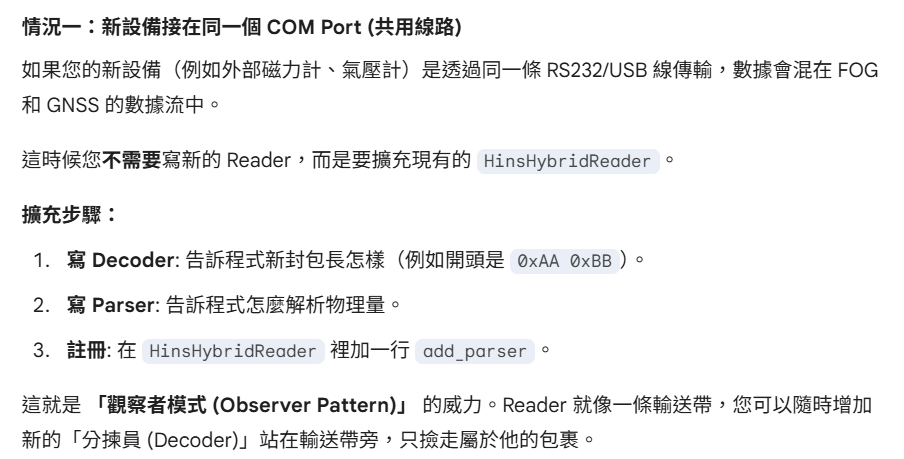 情況一：新設備接在同一個 COM Port (共用線路)
如果您的新設備（例如外部磁力計、氣壓計）是透過同一條 RS232/USB 線傳輸，數據會混在 FOG
和 GNSS 的數據流中。
這時候您不需要寫新的 Reader，而是要擴充現有的 HinsHybridReader 。
擴充步驟：
1. 寫 Decoder: 告訴程式新封包長怎樣（例如開頭是 0xAA 0xBB ）。
2. 寫 Parser: 告訴程式怎麼解析物理量。
3. 註冊: 在 HinsHybridReader 裡加一行 add_parser 。
這就是 「觀察者模式 (Observer Pattern)」 的威力。Reader 就像一條輸送帶，您可以隨時增加
新的「分揀員 (Decoder)」站在輸送帶旁，只撿走屬於他的包裹。